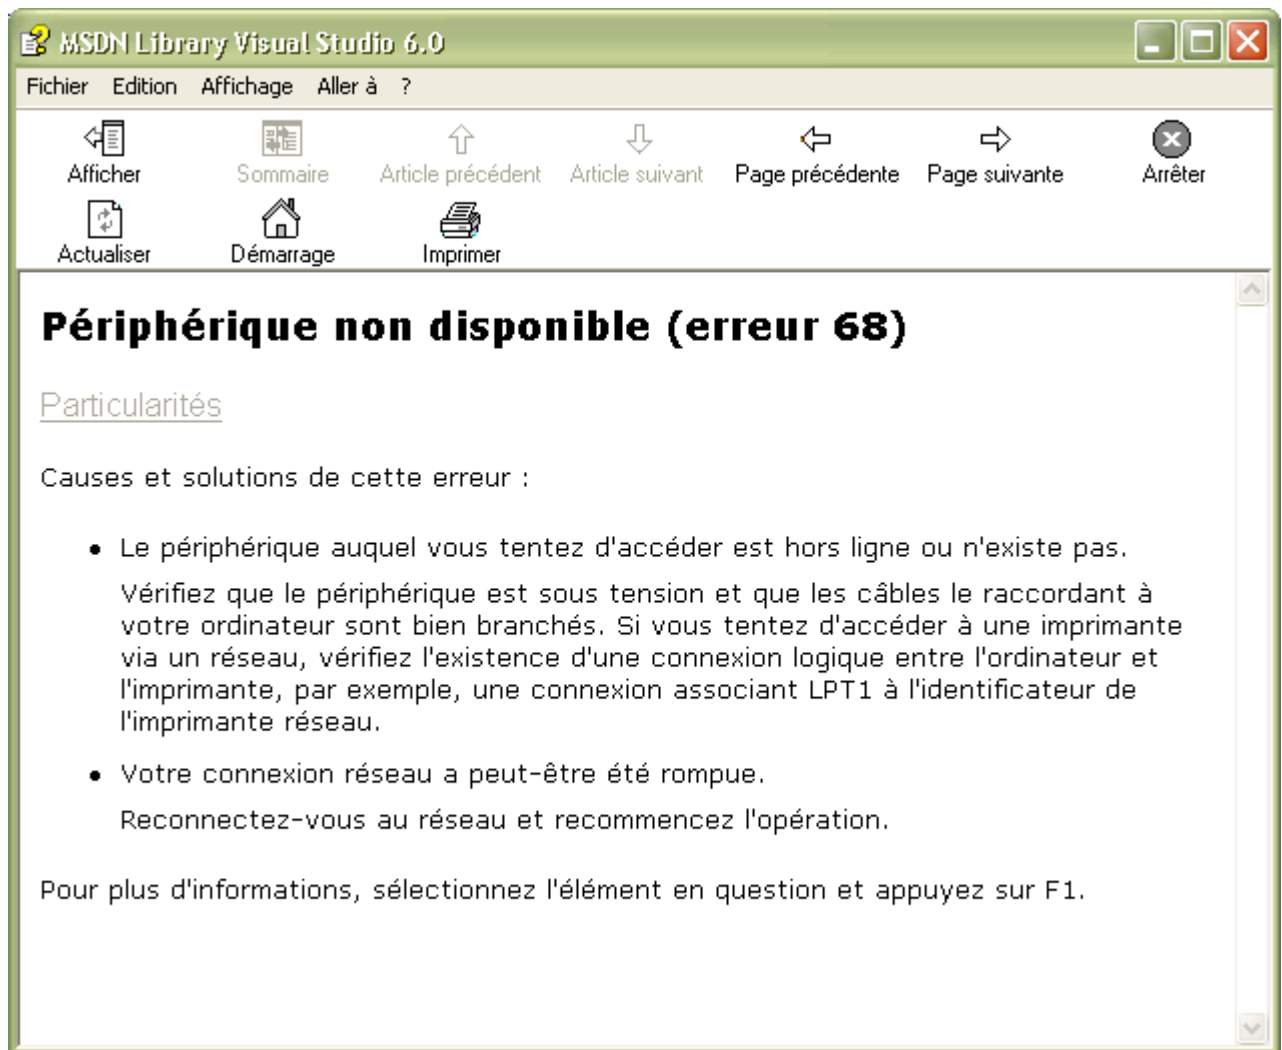 MSDN Library Visual Studio 6.0
Fichier Edition Affichage Aller à ?
Afficher Sommaire Article précédent Article suivant Page précédente Page suivante Arrêter
Actualiser Démarrage Imprimer
Périphérique non disponible (erreur 68)
Particularités
Causes et solutions de cette erreur :
• Le périphérique auquel vous tentez d'accéder est hors ligne ou n'existe pas.
Vérifiez que le périphérique est sous tension et que les câbles le raccordant à
votre ordinateur sont bien branchés. Si vous tentez d'accéder à une imprimante
via un réseau, vérifiez l'existence d'une connexion logique entre l'ordinateur et
l'imprimante, par exemple, une connexion associant LPT1 à l'identificateur de
l'imprimante réseau.
• Votre connexion réseau a peut-être été rompue.
Reconnectez-vous au réseau et recommencez l'opération.
Pour plus d'informations, sélectionnez l'élément en question et appuyez sur F1.